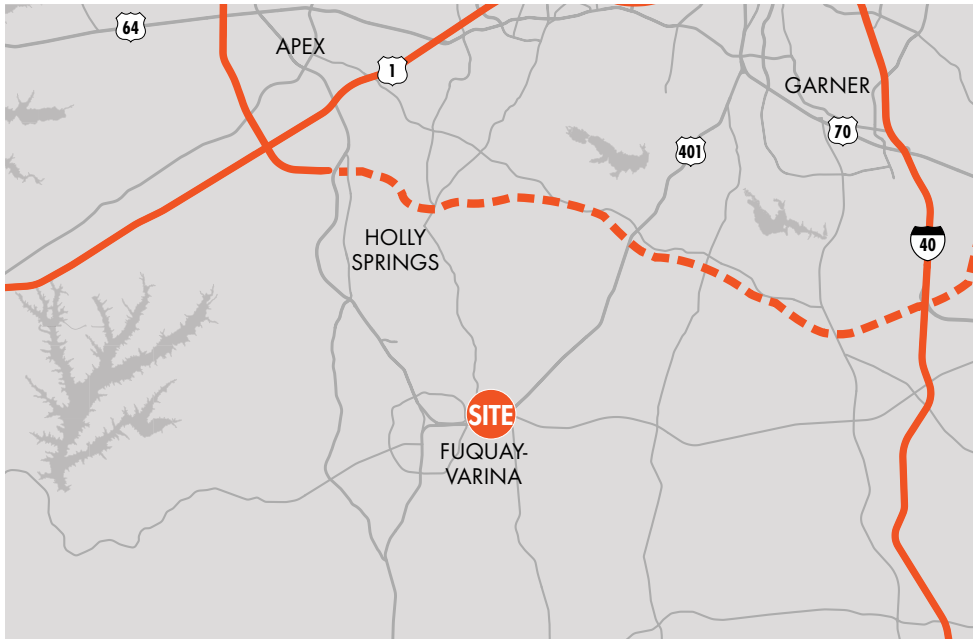 64
APEX
1
GARNER
70
401
HOLLY
SPRINGS
40
SITE
FUQUAY-
VARINA